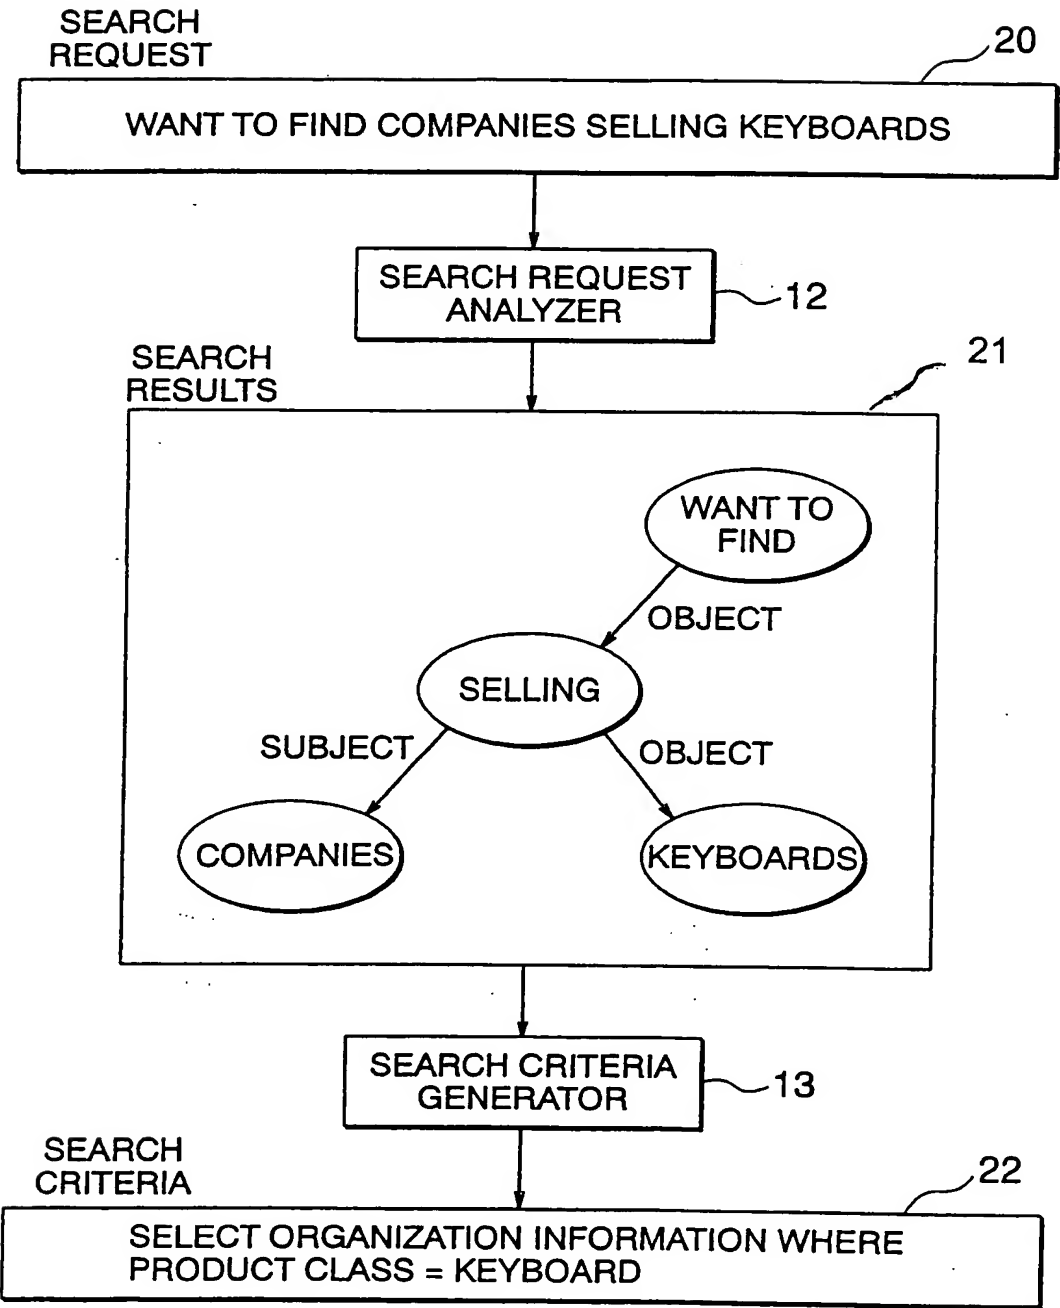 SEARCH
REQUEST
20
WANT TO FIND COMPANIES SELLING KEYBOARDS
SEARCH REQUEST
ANALYZER
12
SEARCH
RESULTS
21
WANT TO
FIND
OBJECT
SELLING
SUBJECT
OBJECT
COMPANIES
KEYBOARDS
SEARCH CRITERIA
GENERATOR
13
SEARCH
CRITERIA
22
SELECT ORGANIZATION INFORMATION WHERE
PRODUCT CLASS = KEYBOARD